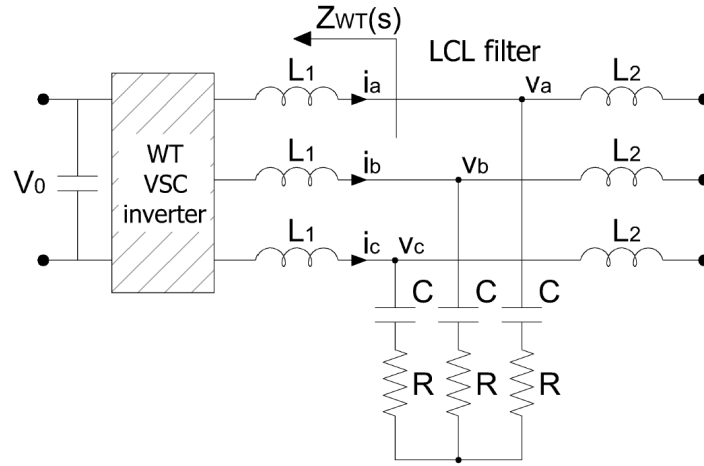 ZWT(s)
LCL filter
L1
ia
va
L2
WT
VSC
inverter
V0
L1
ib
vb
L2
L1
ic
vc
L2
C
C
C
R
R
R